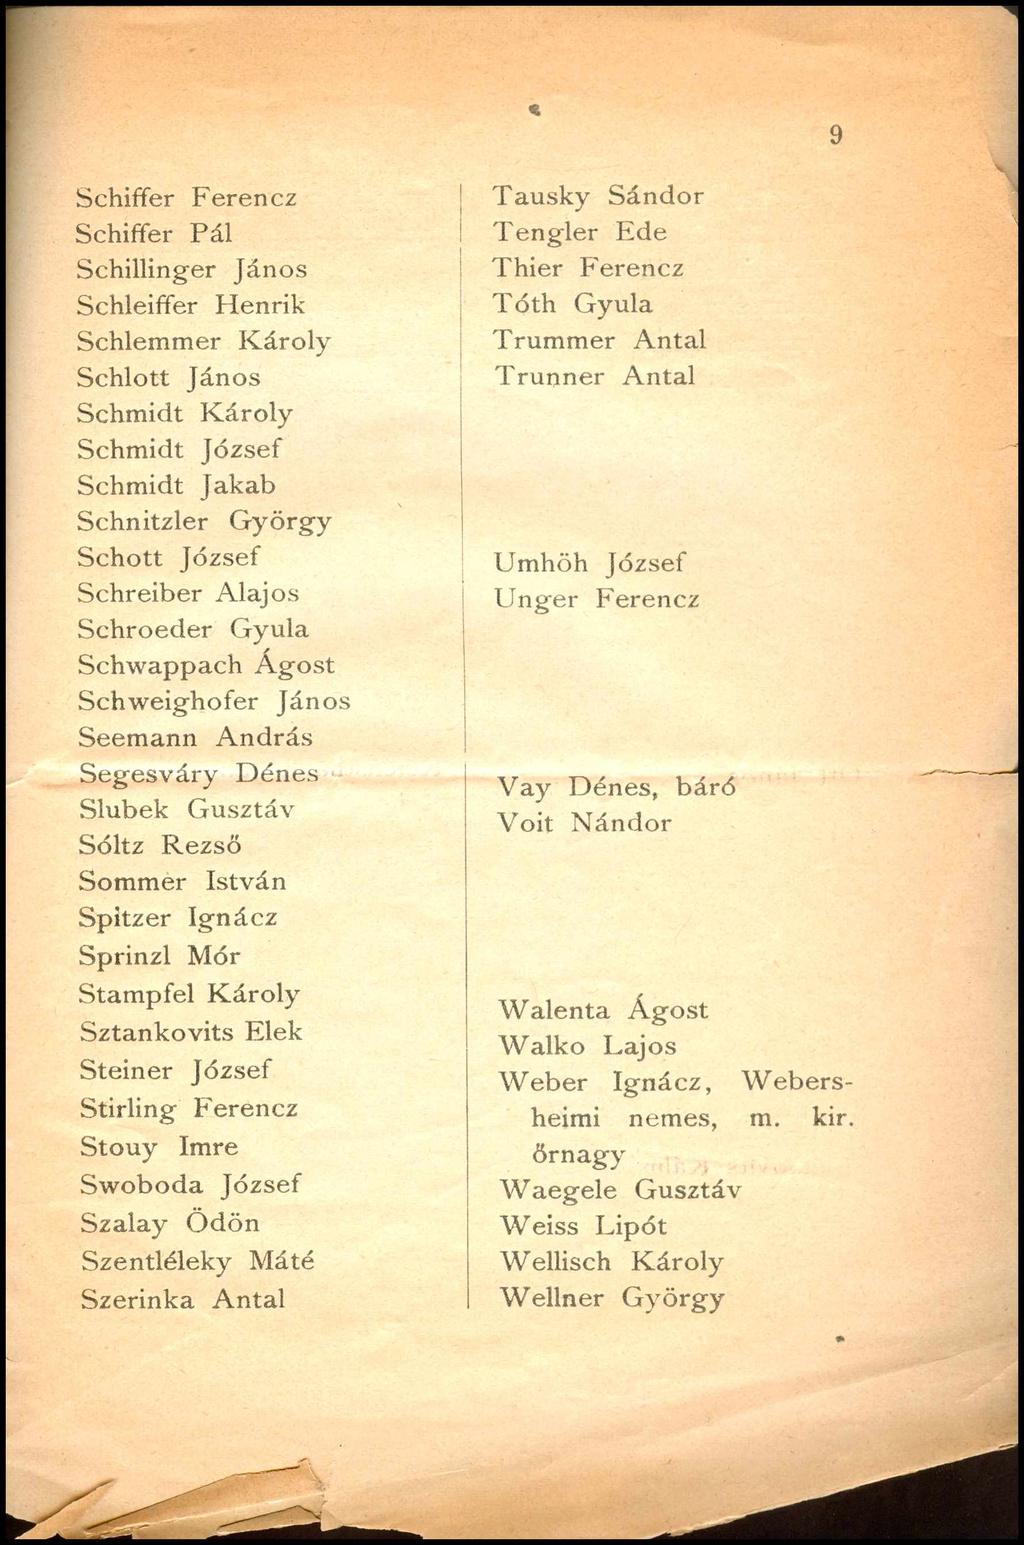 9
Schiffer Ferencz
Schiffer Pál
Schillinger János
Schleiffer Henrik
Schlemmer Károly
Schlott János
Schmidt Károly
Schmidt József
Schmidt Jakab
Schnitzler György
Schott József
Schreiber Alajos
Schroeder Gyula
Schwappach Ágost
Schweighofer János
Seemann András
Segesváry Dénes
Slubek Gusztáv
Sóltz Rezső
Sommer István
Spitzer Ignácz
Sprinzl Mór
Stampfel Károly
Sztankovits Elek
Steiner József
Stirling Ferencz
Stouy Imre
Swoboda József
Szalay Ödön
Szentléleky Máté
Szerinka Antal
Tausky Sándor
Tengler Ede
Thier Ferencz
Tóth Gyula
Trummer Antal
Trunner Antal
Umhöh József
Unger Ferencz
Vay Dénes, báró
Voit Nándor
Walenta Ágost
Walko Lajos
Weber Ignácz, Webers-
heimi nemes, m. kir.
őrnagy
Waegele Gusztáv
Weiss Lipót
Wellisch Károly
Wellner György